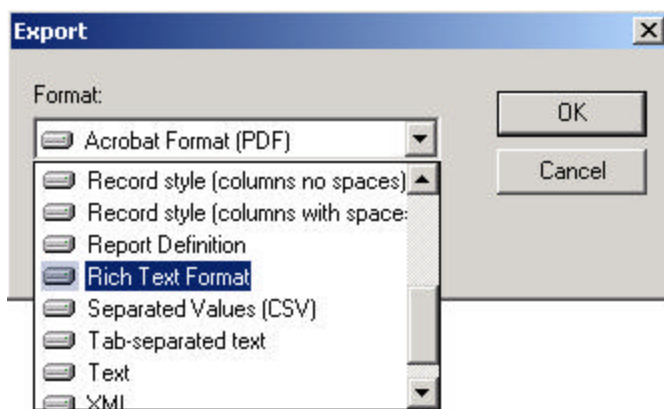 Export
Format:
Acrobat Format (PDF)
OK
Cancel
Record style (columns no spaces)
Record style (columns with space
Report Definition
Rich Text Format
Separated Values (CSV)
Tab-separated text
Text
XML